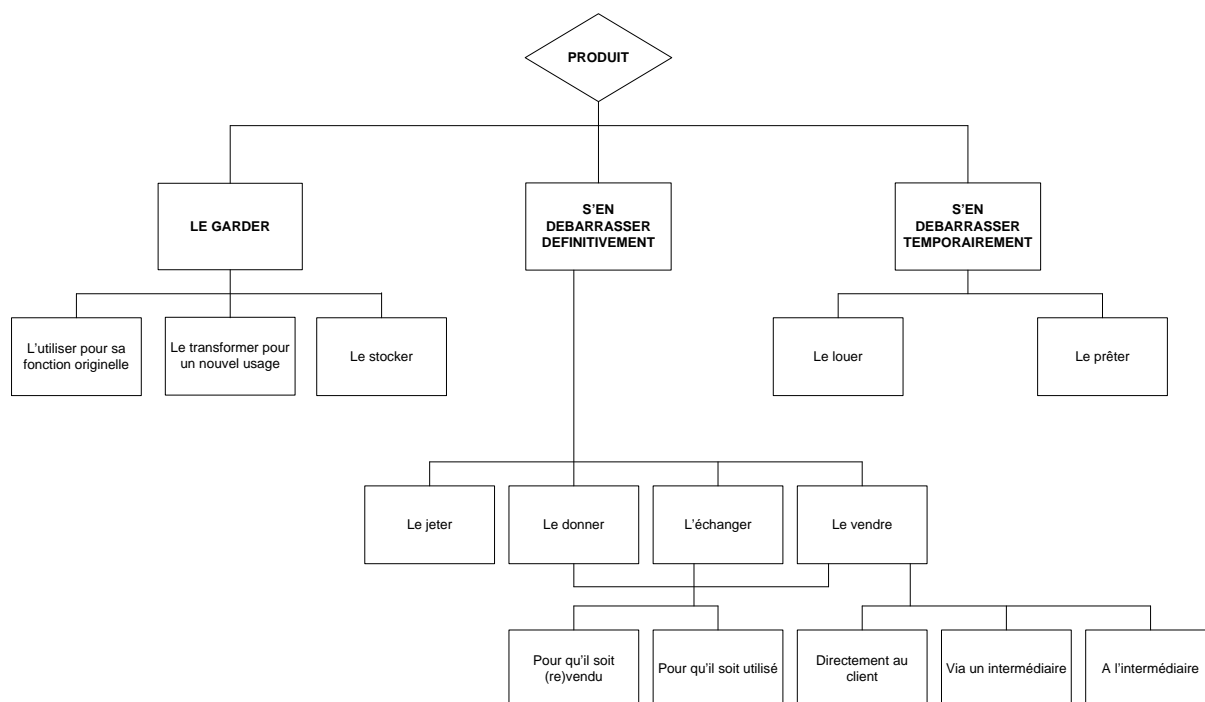 PRODUIT
LE GARDER
S'EN
DEBARRASSER
DEFINITIVEMENT
S'EN
DEBARRASSER
TEMPORAIREMENT
L'utiliser pour sa
fonction originelle
Le transformer pour
un nouvel usage
Le stocker
Le louer
Le prêter
Le jeter
Le donner
L'échanger
Le vendre
Pour qu'il soit
(re)vendu
Pour qu'il soit utilisé
Directement au
client
Via un intermédiaire
A l'intermédiaire